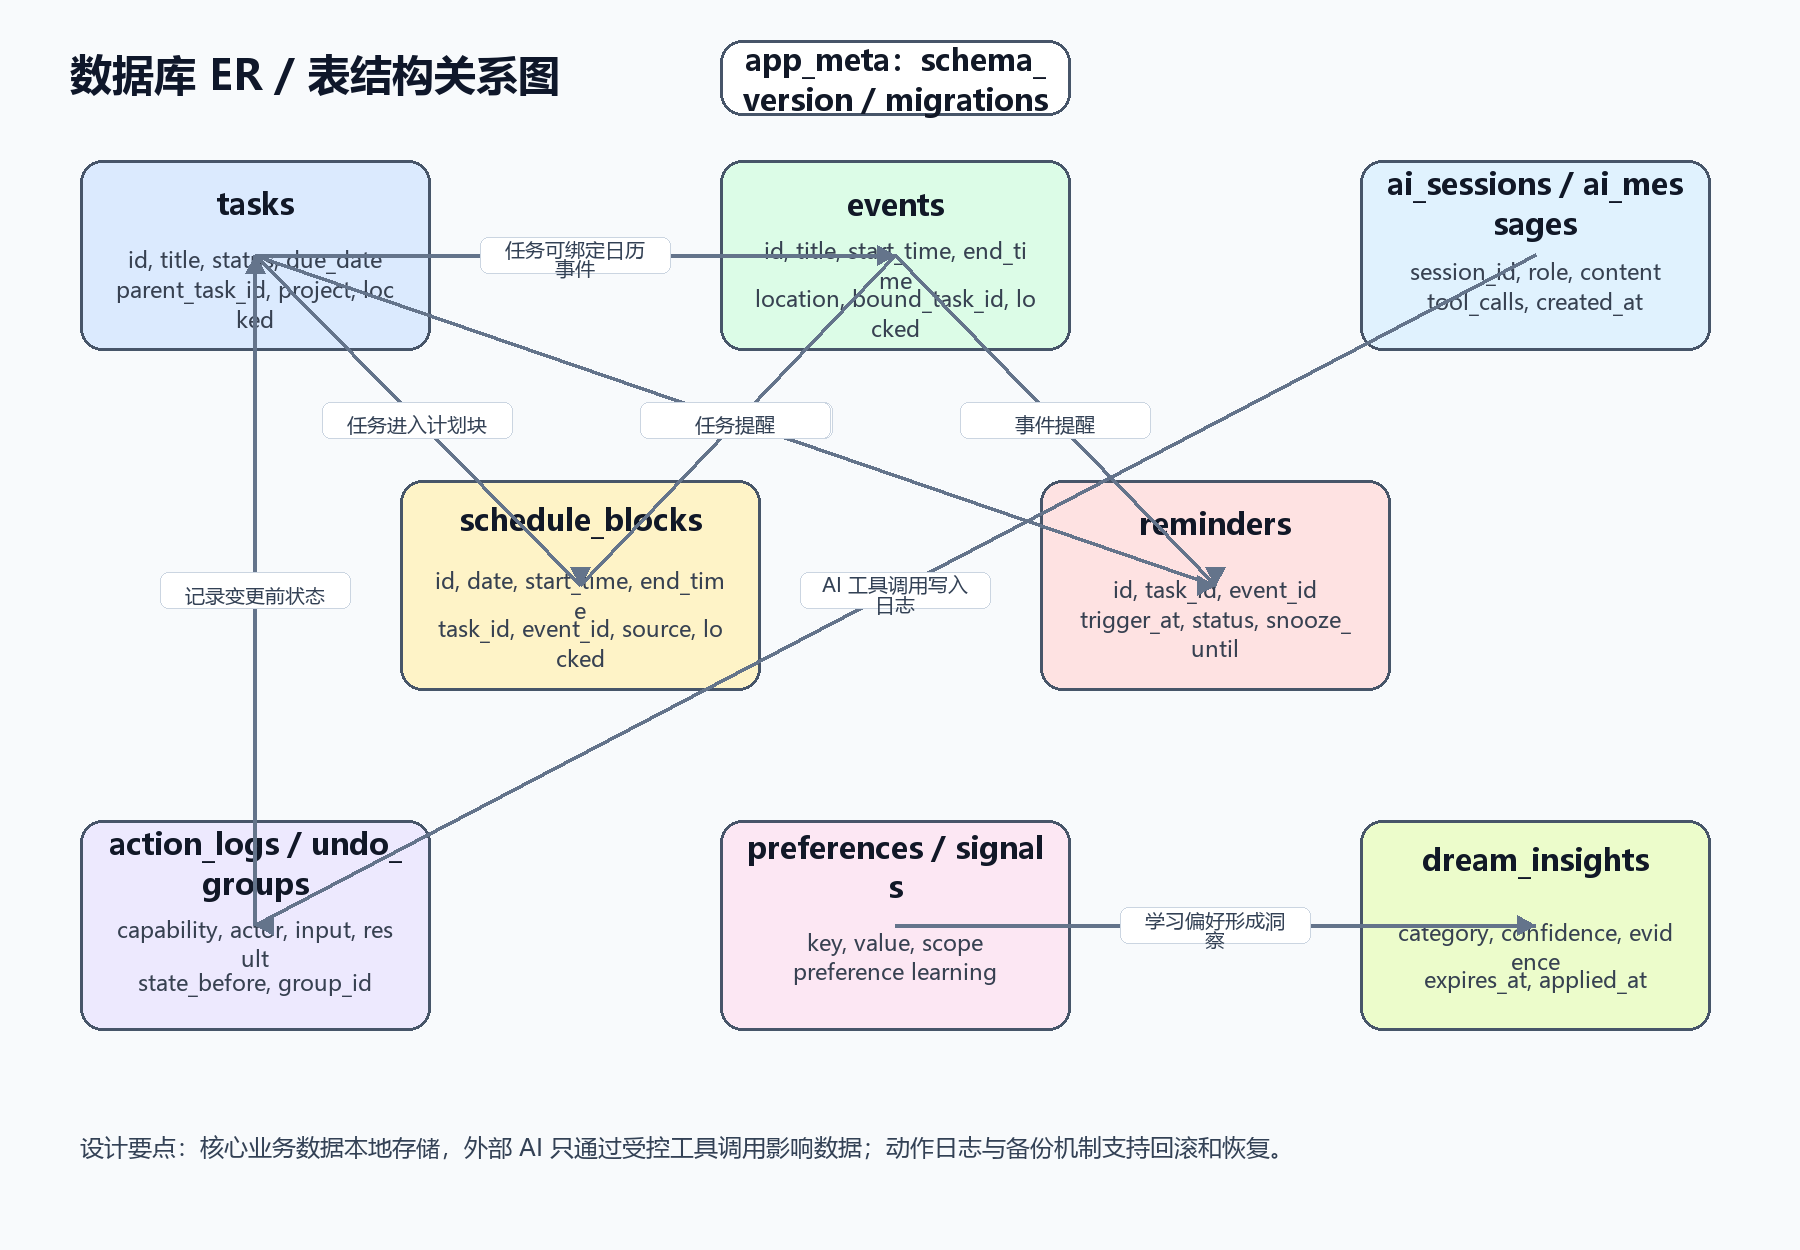 数据库 ER / 表结构关系图
app_meta：schema_
version / migrations
tasks
id, title, status, due_date
parent_task_id, project, loc
ked
任务可绑定日历
事件
events
id, title, start_time, end_ti
me
location, bound_task_id, lo
cked
ai_sessions / ai_mes
sages
session_id, role, content
tool_calls, created_at
任务进入计划块
任务提醒
事件提醒
schedule_blocks
id, date, start_time, end_tim
e
task_id, event_id, source, lo
cked
reminders
id, task_id, event_id
trigger_at, status, snooze_
until
记录变更前状态
AI 工具调用写入
日志
action_logs / undo_
groups
capability, actor, input, res
ult
state_before, group_id
preferences / signal
s
key, value, scope
preference learning
学习偏好形成洞
察
dream_insights
category, confidence, evid
ence
expires_at, applied_at
设计要点：核心业务数据本地存储，外部 AI 只通过受控工具调用影响数据；动作日志与备份机制支持回滚和恢复。